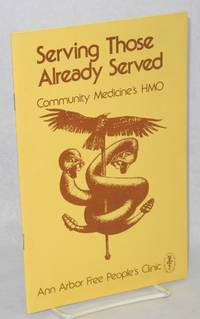 Serving Those
Already Served
Community Medicine's HMO
Ann Arbor Free People's Clinic